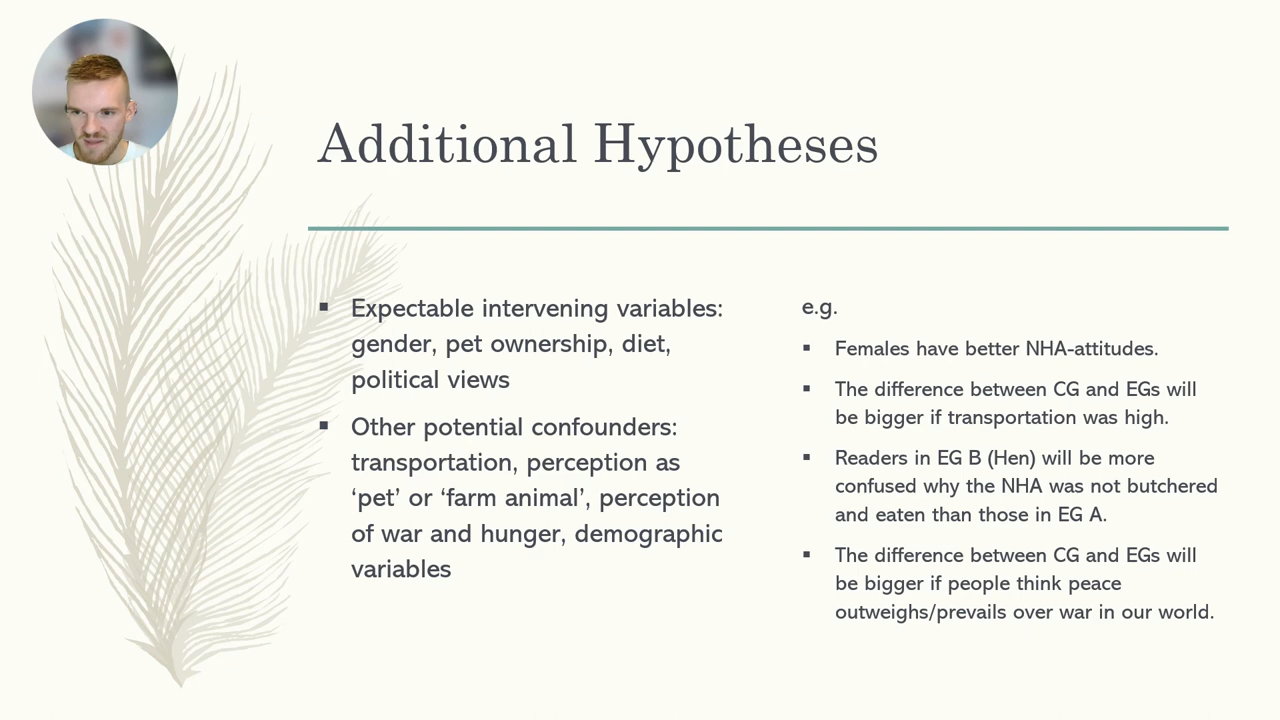 Additional Hypotheses
▪ Expectable intervening variables:
gender, pet ownership, diet,
political views
▪ Other potential confounders:
transportation, perception as
‘pet’ or ‘farm animal’, perception
of war and hunger, demographic
variables
e.g.
▪ Females have better NHA-attitudes.
▪ The difference between CG and EGs will
be bigger if transportation was high.
▪ Readers in EG B (Hen) will be more
confused why the NHA was not butchered
and eaten than those in EG A.
▪ The difference between CG and EGs will
be bigger if people think peace
outweighs/prevails over war in our world.